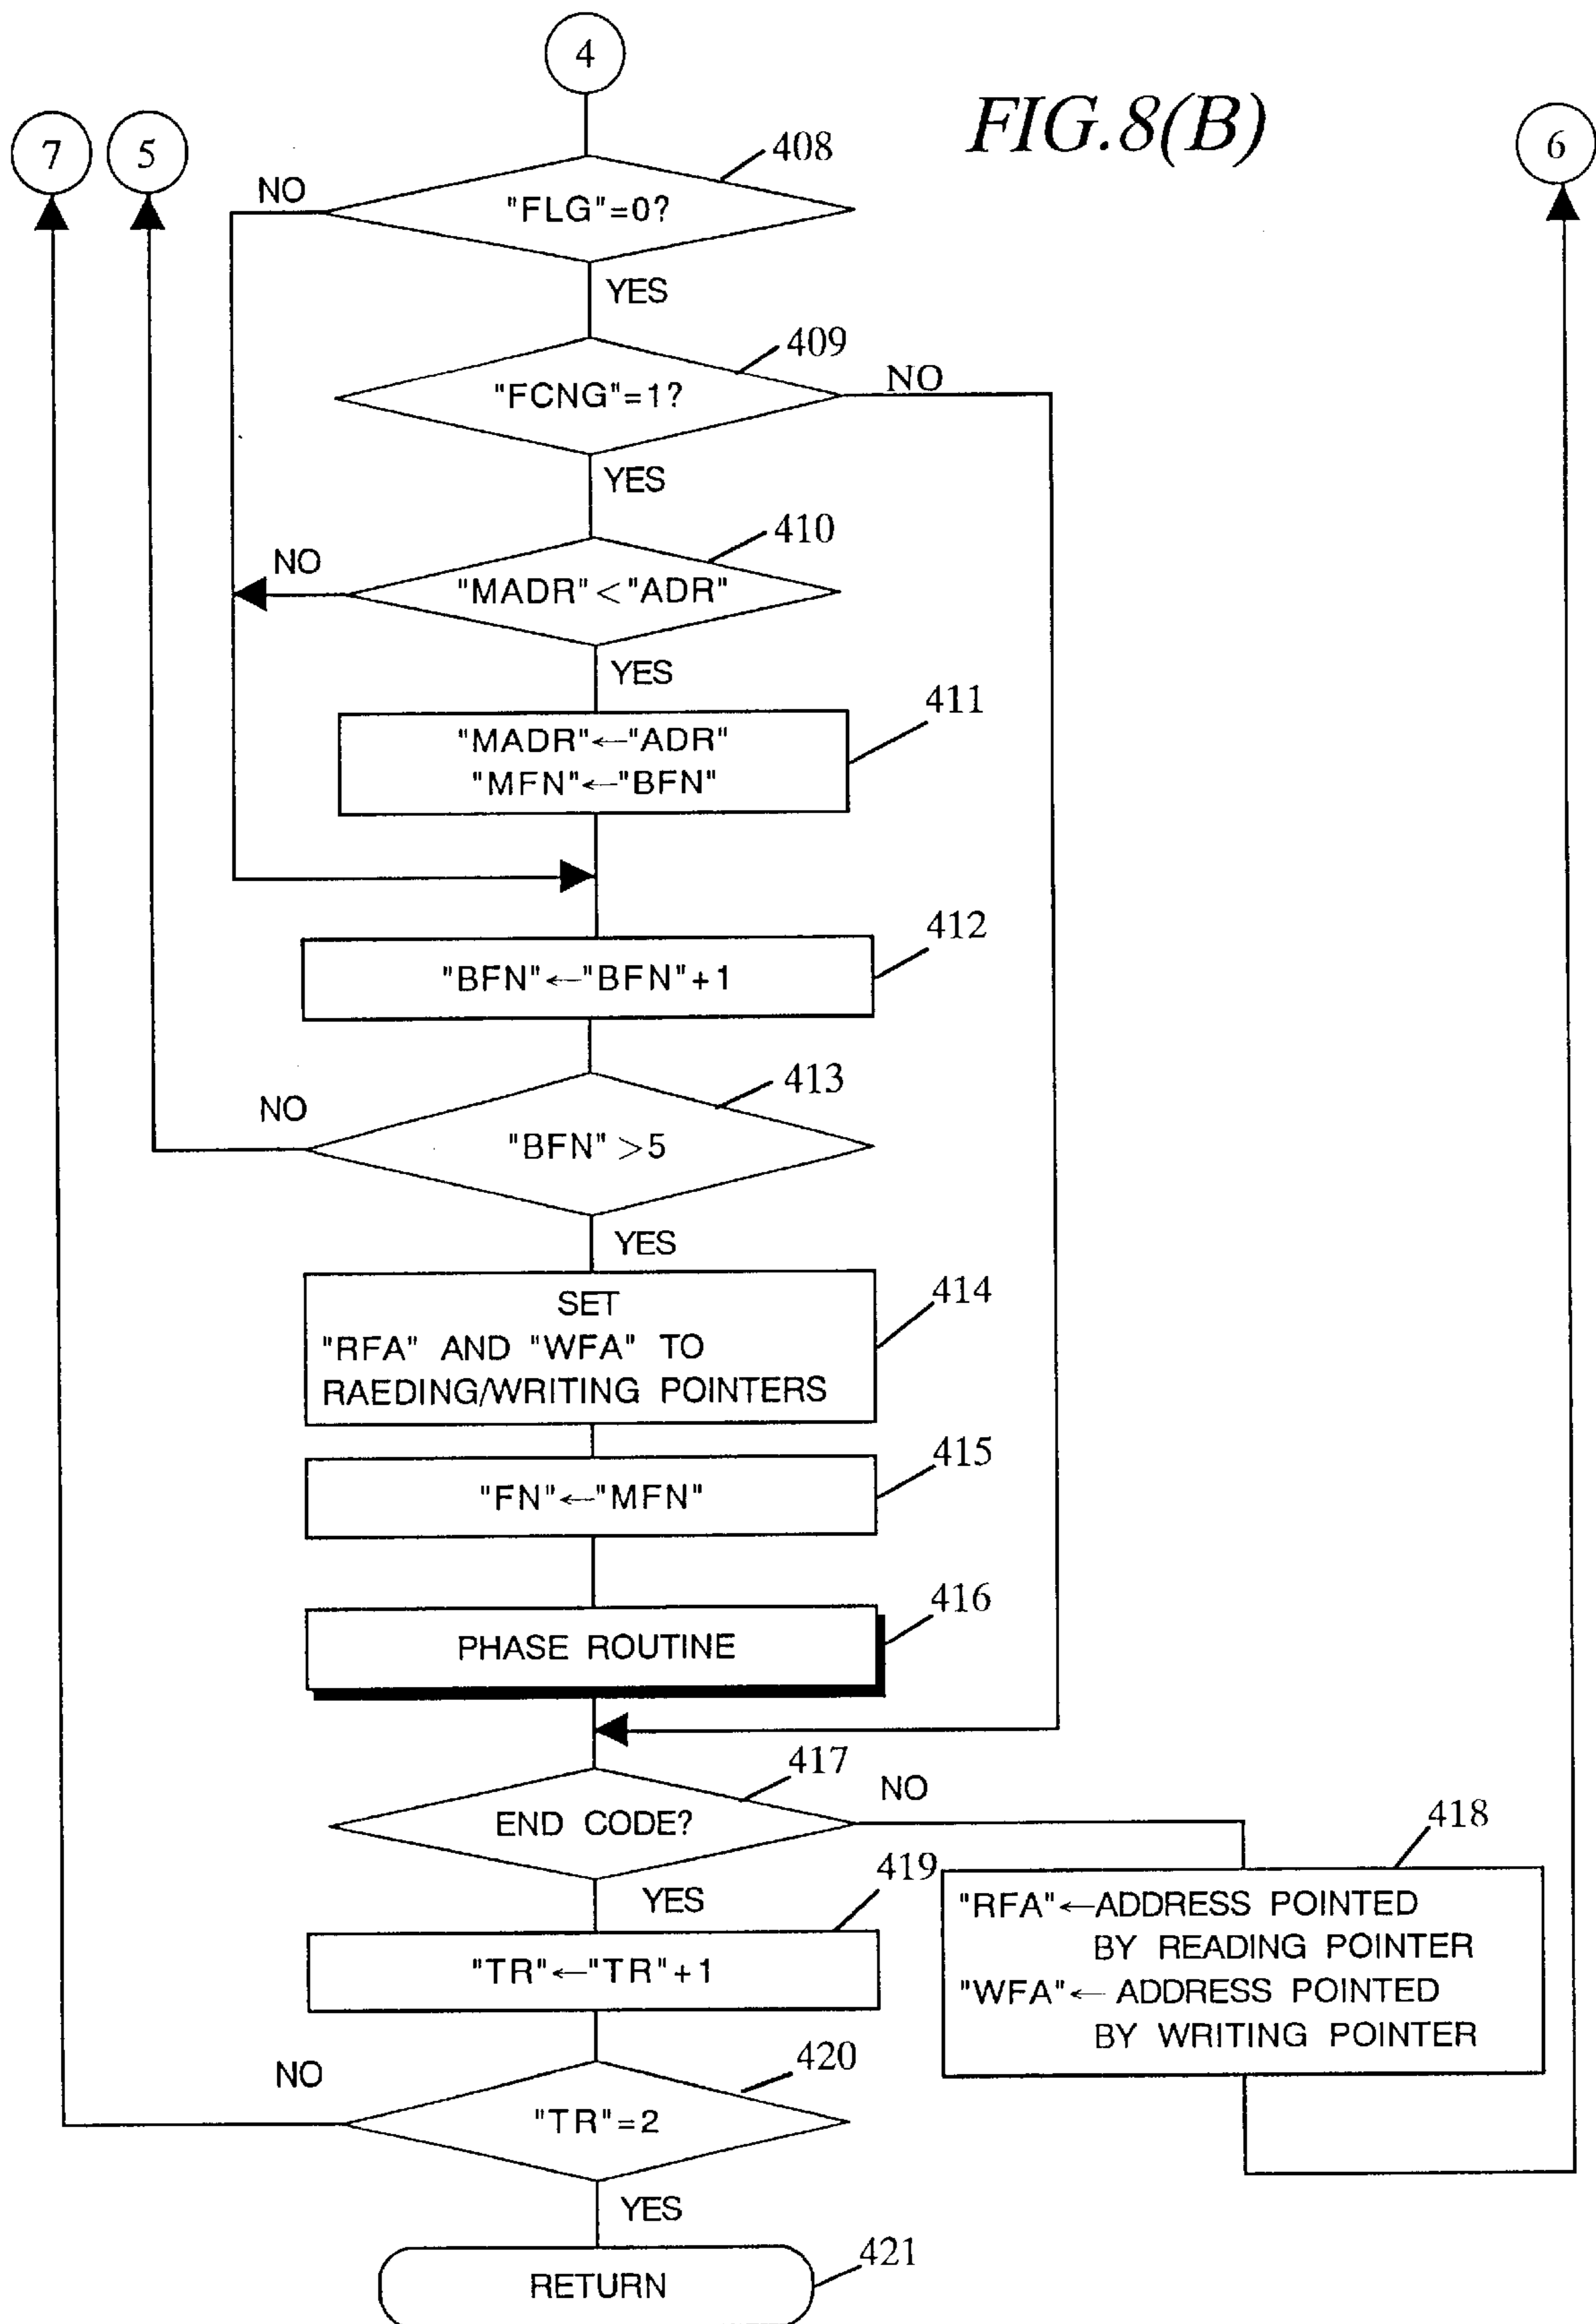 4
FIG.8(B)
7
5
6
408
NO
"FLG"=0?
YES
409
NO
"FCNG"=1?
YES
410
NO
"MADR"<"ADR"
YES
411
"MADR"←"ADR"
"MFN"←"BFN"
412
"BFN"←"BFN"+1
413
NO
"BFN">5
YES
414
SET
"RFA" AND "WFA" TO
RAEDING/WRITING POINTERS
415
"FN"←"MFN"
416
PHASE ROUTINE
417
NO
END CODE?
418
YES
419
"RFA"←ADDRESS POINTED
BY READING POINTER
"WFA"← ADDRESS POINTED
BY WRITING POINTER
"TR"←"TR"+1
420
NO
"TR"=2
YES
421
RETURN